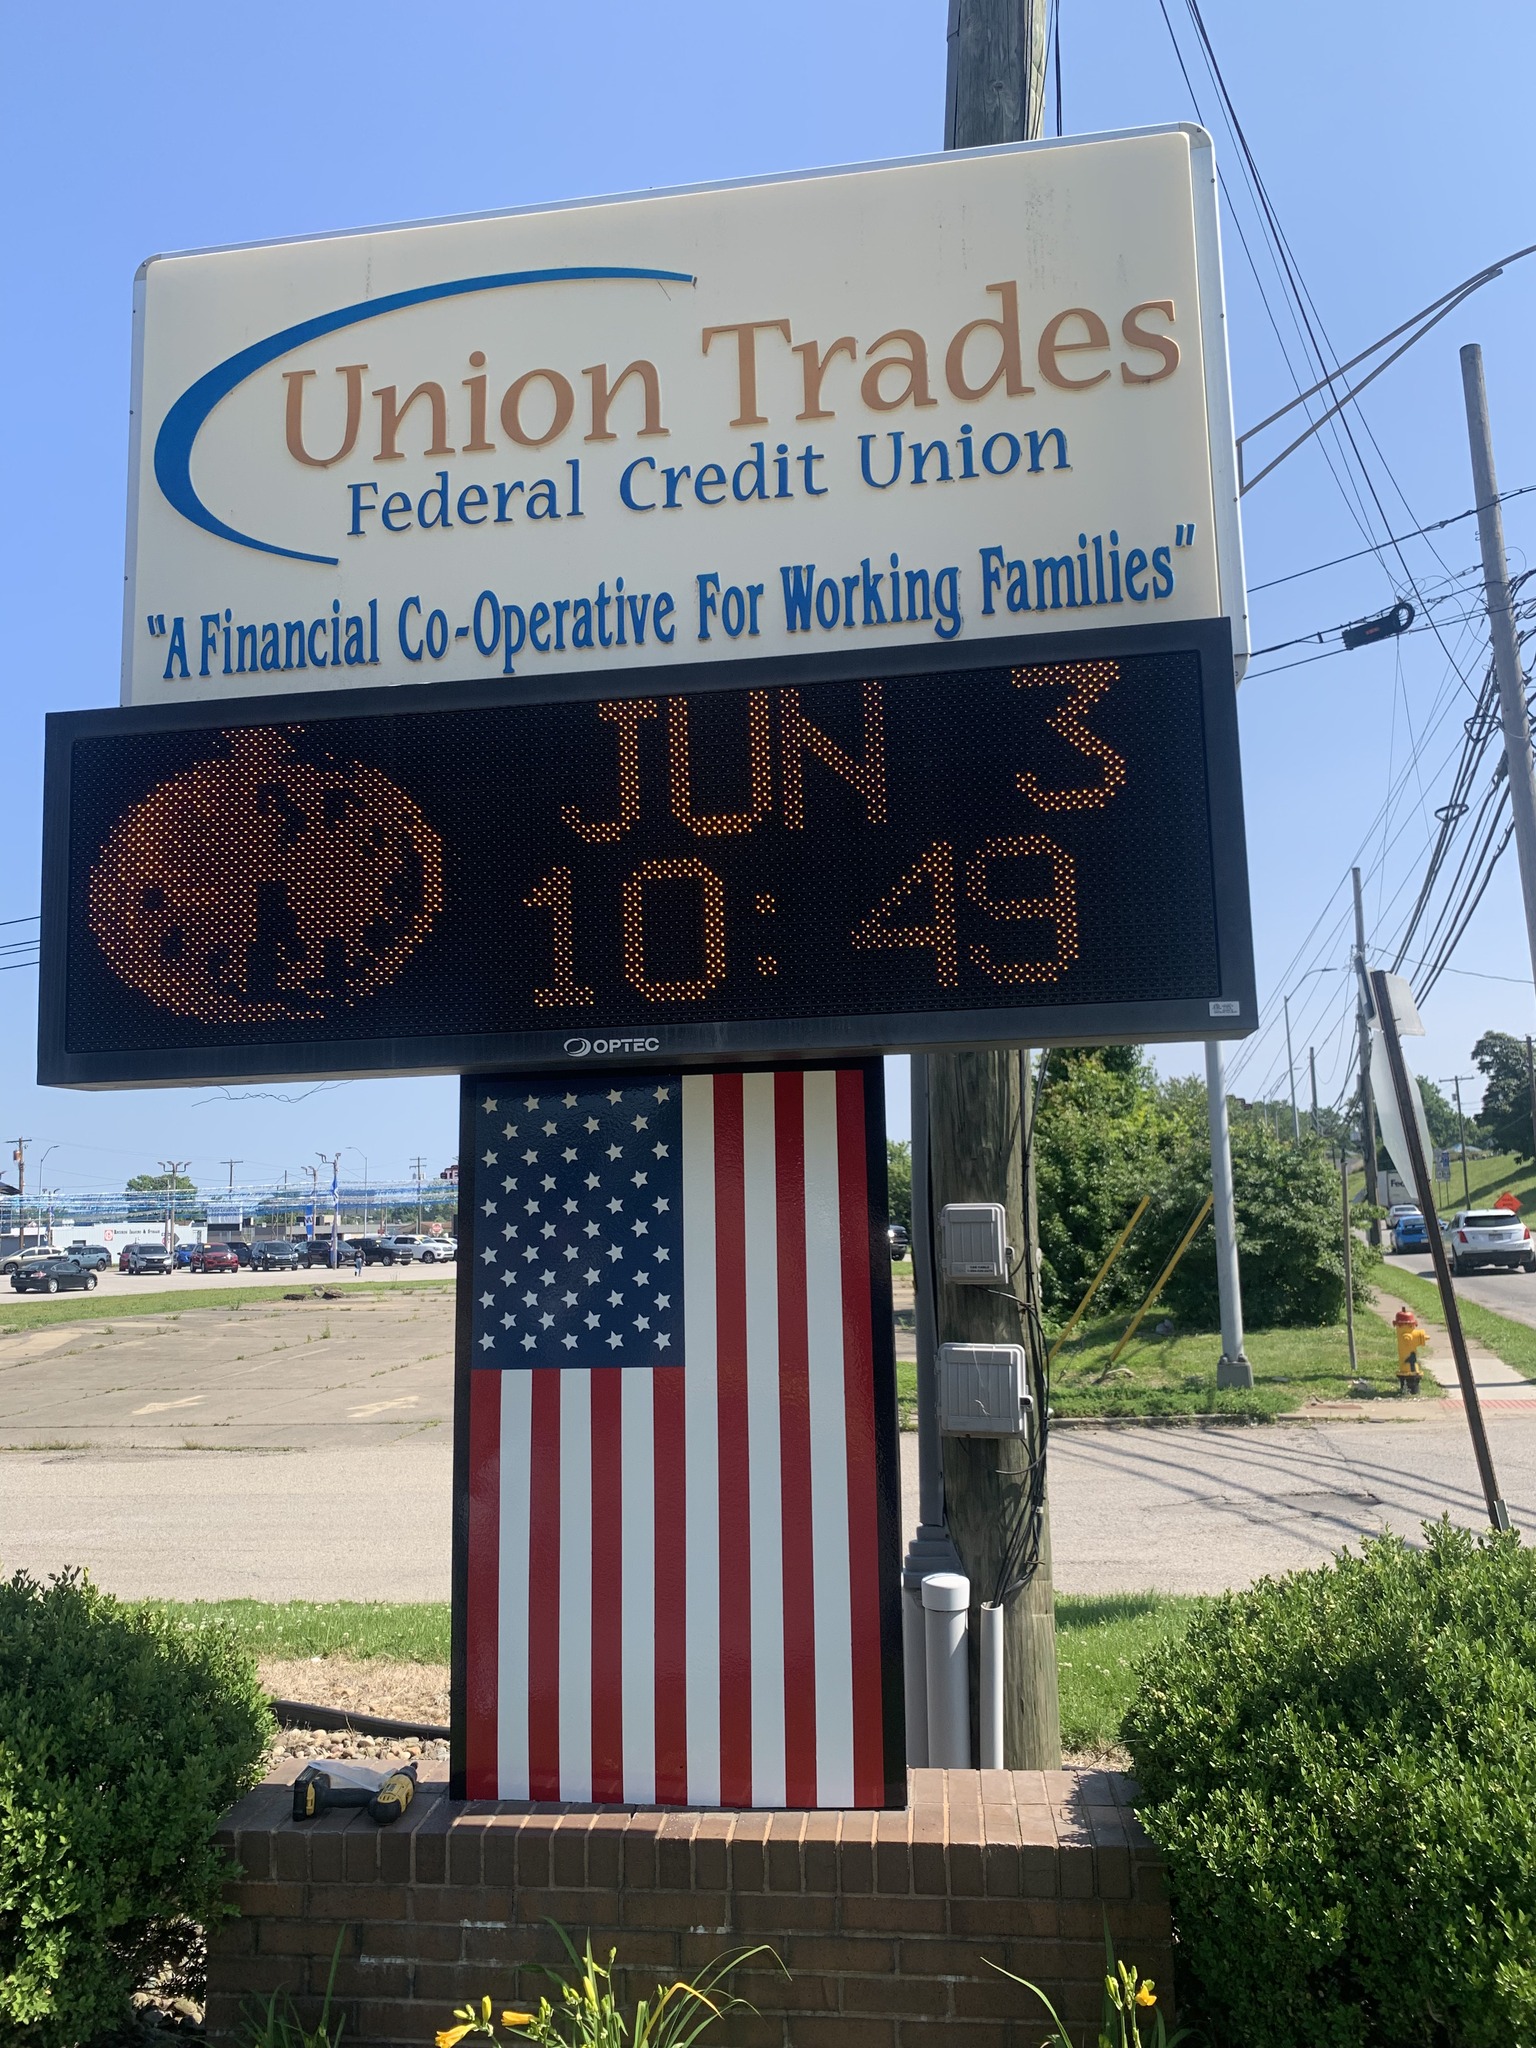 Union Trades
Federal Credit Union
"A Financial Co-Operative For Working Families"
JUN 3
10:49
OPTEC